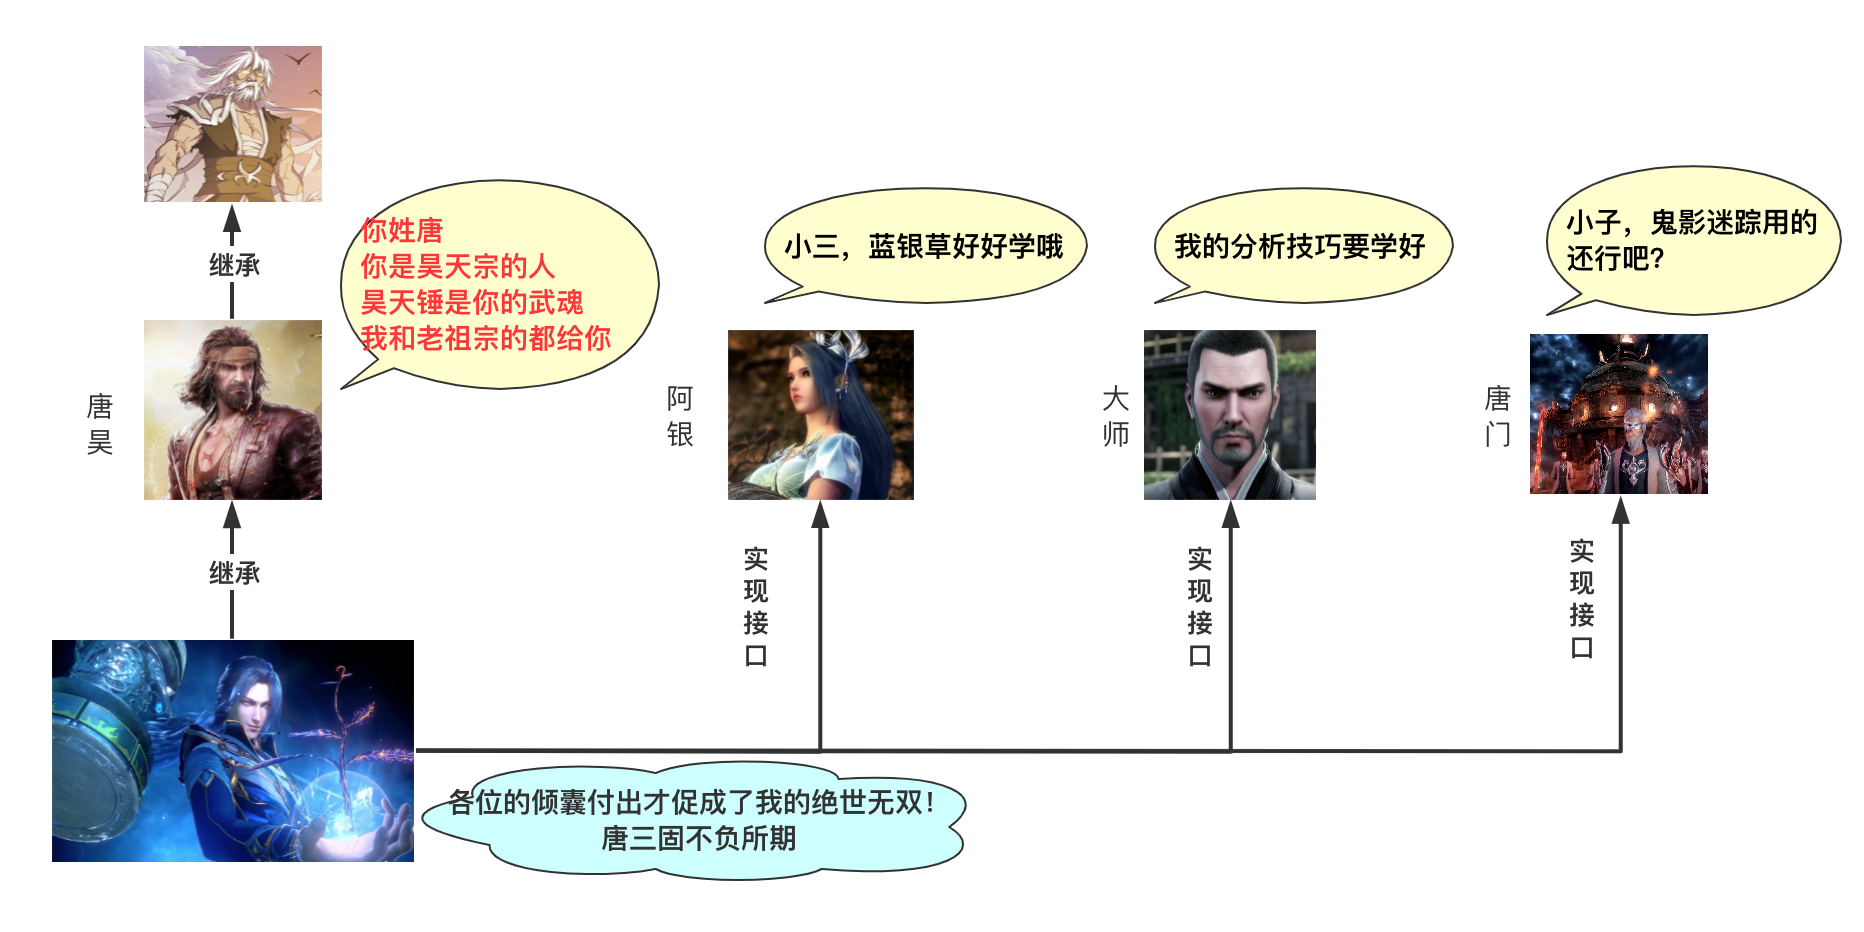 继承
你姓唐
你是昊天宗的人
昊天锤是你的武魂
我和老祖宗的都给你
唐昊
继承
小三，蓝银草好好学哦
阿银
实现接口
我的分析技巧要学好
大师
实现接口
小子，鬼影迷踪用的
还行吧？
唐门
实现接口
各位的倾囊付出才促成了我的绝世无双！
唐三固不负所期